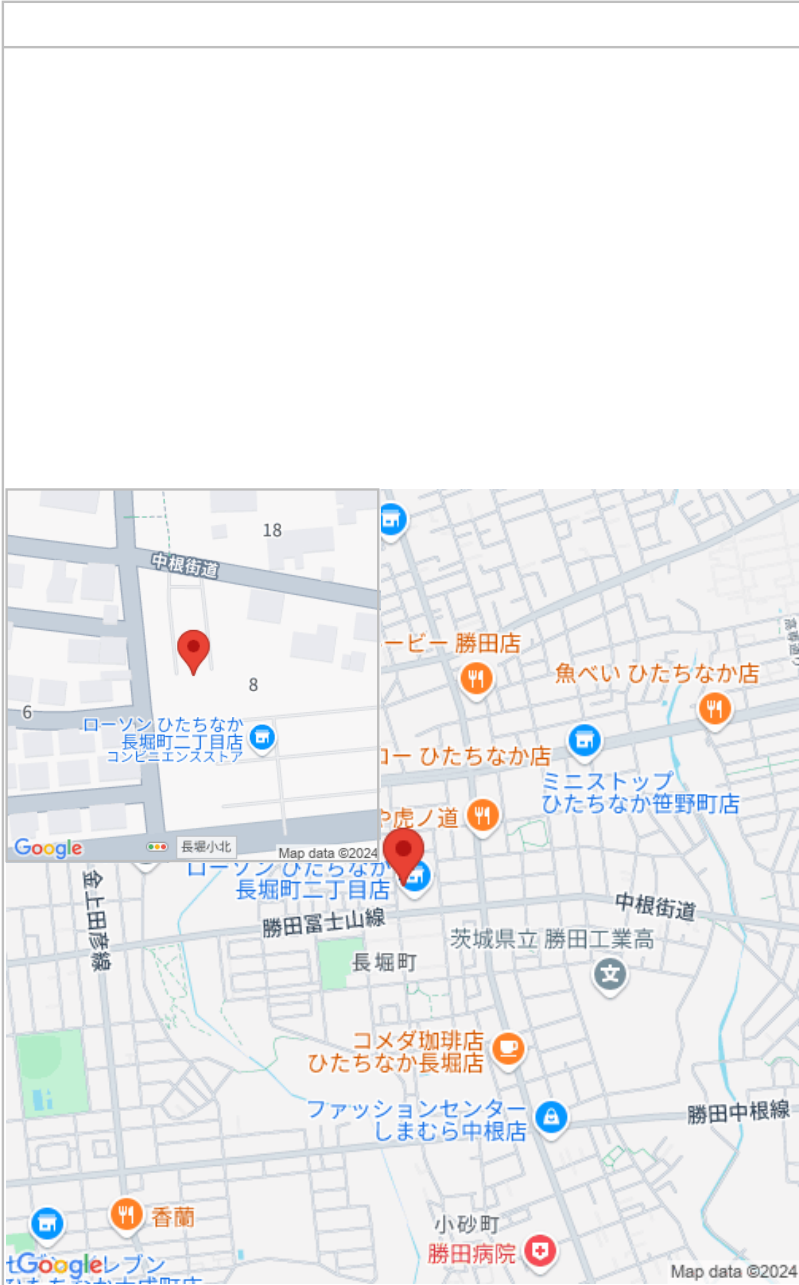 18
中根街道
8
6
ローソン ひたちなか
長堀町二丁目店
コンビニエンスストア
Google
長堀小北
Map data ©2024
ービー 勝田店
魚べい ひたちなか店
ロー ひたちなか店
ミニストップ
ひたちなか笹野町店
や虎ノ道
ローソン ひたちなか
長堀町二丁目店
金上田彦線
勝田冨士山線
中根街道
茨城県立 勝田工業高
長堀町
コメダ珈琲店
ひたちなか長堀店
ファッションセンター
しまむら中根店
勝田中根線
香蘭
小砂町
勝田病院
Google
レブン
Map data ©2024